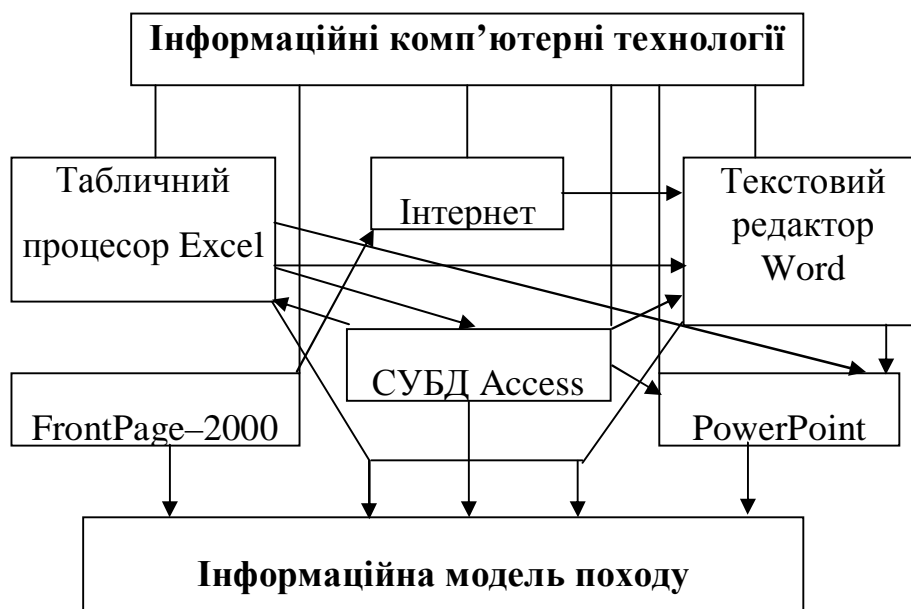 Інформаційні комп’ютерні технології
Табличний
процесор Excel
Інтернет
Текстовий
редактор
Word
FrontPage–2000
СУБД Access
PowerPoint
Інформаційна модель походу